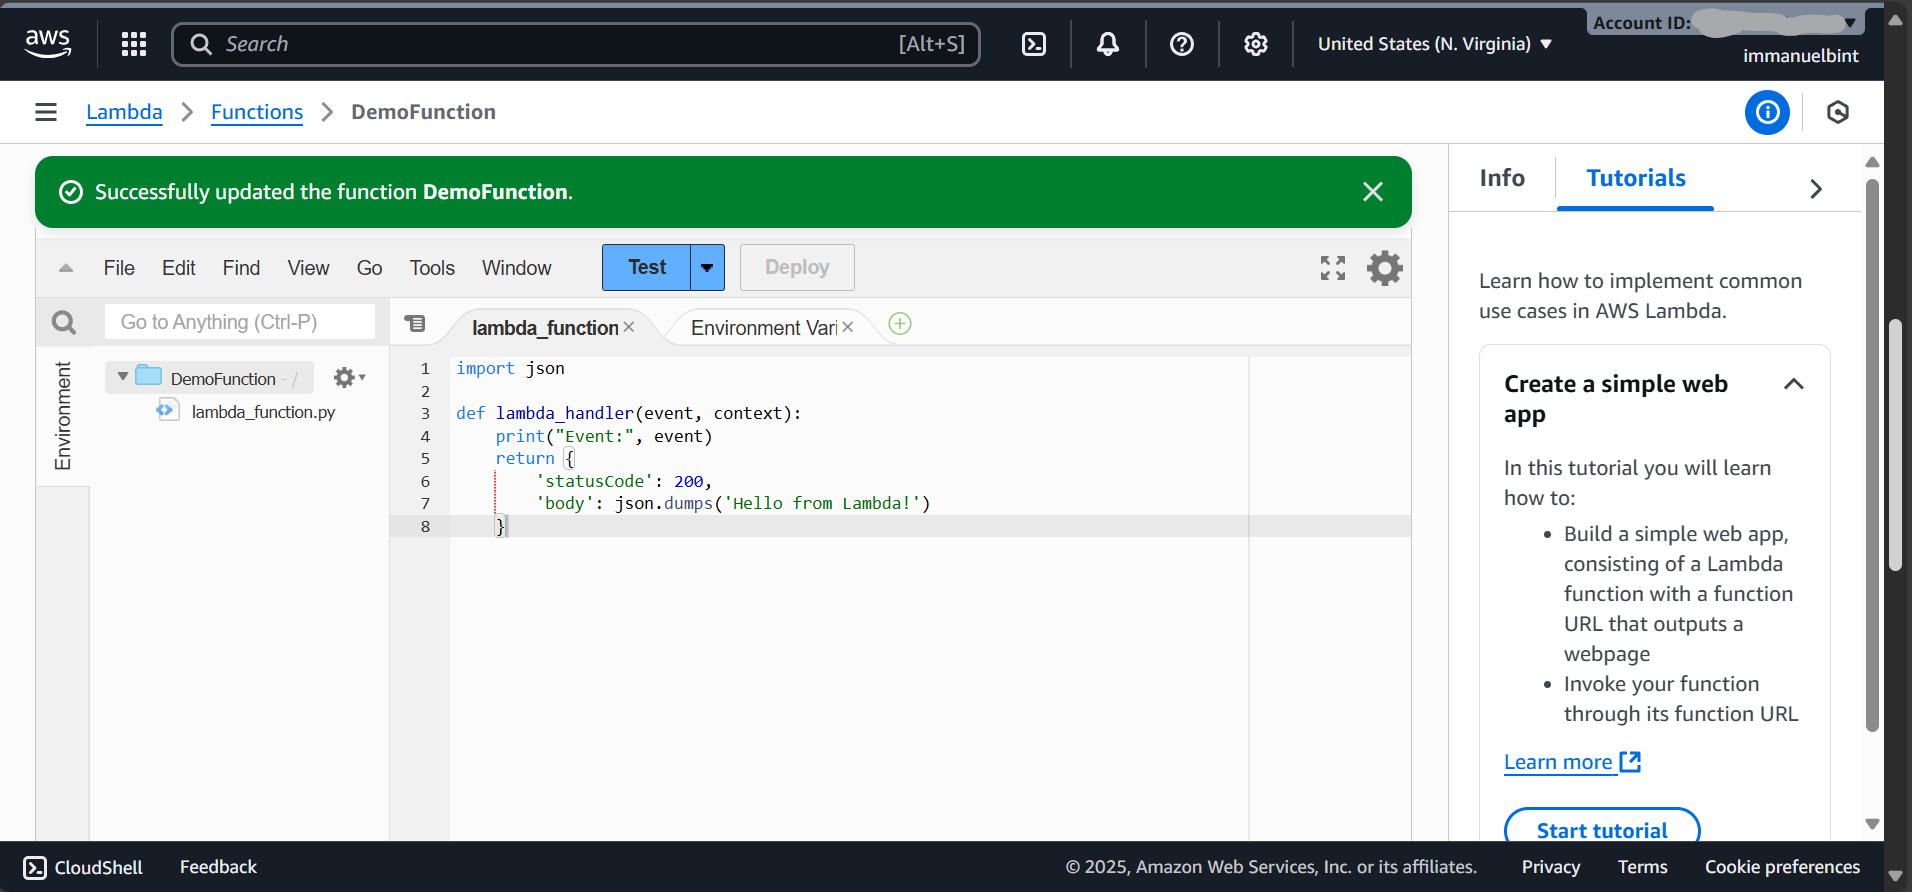 aws
Search [Alt+S]
United States (N. Virginia)
Account ID:
immanuelbint
Lambda
Functions
DemoFunction
Successfully updated the function DemoFunction.
File Edit Find View Go Tools Window
Test
Deploy
Go to Anything (Ctrl-P)
Environment
DemoFunction - /
lambda_function.py
lambda_function
Environment Vari
1 import json
2
3 def lambda_handler(event, context):
4     print("Event:", event)
5     return {
6         'statusCode': 200,
7         'body': json.dumps('Hello from Lambda!')
8     }
Info
Tutorials
Learn how to implement common
use cases in AWS Lambda.
Create a simple web
app
In this tutorial you will learn
how to:
• Build a simple web app,
consisting of a Lambda
function with a function
URL that outputs a
webpage
• Invoke your function
through its function URL
Learn more
Start tutorial
CloudShell
Feedback
© 2025, Amazon Web Services, Inc. or its affiliates.
Privacy
Terms
Cookie preferences